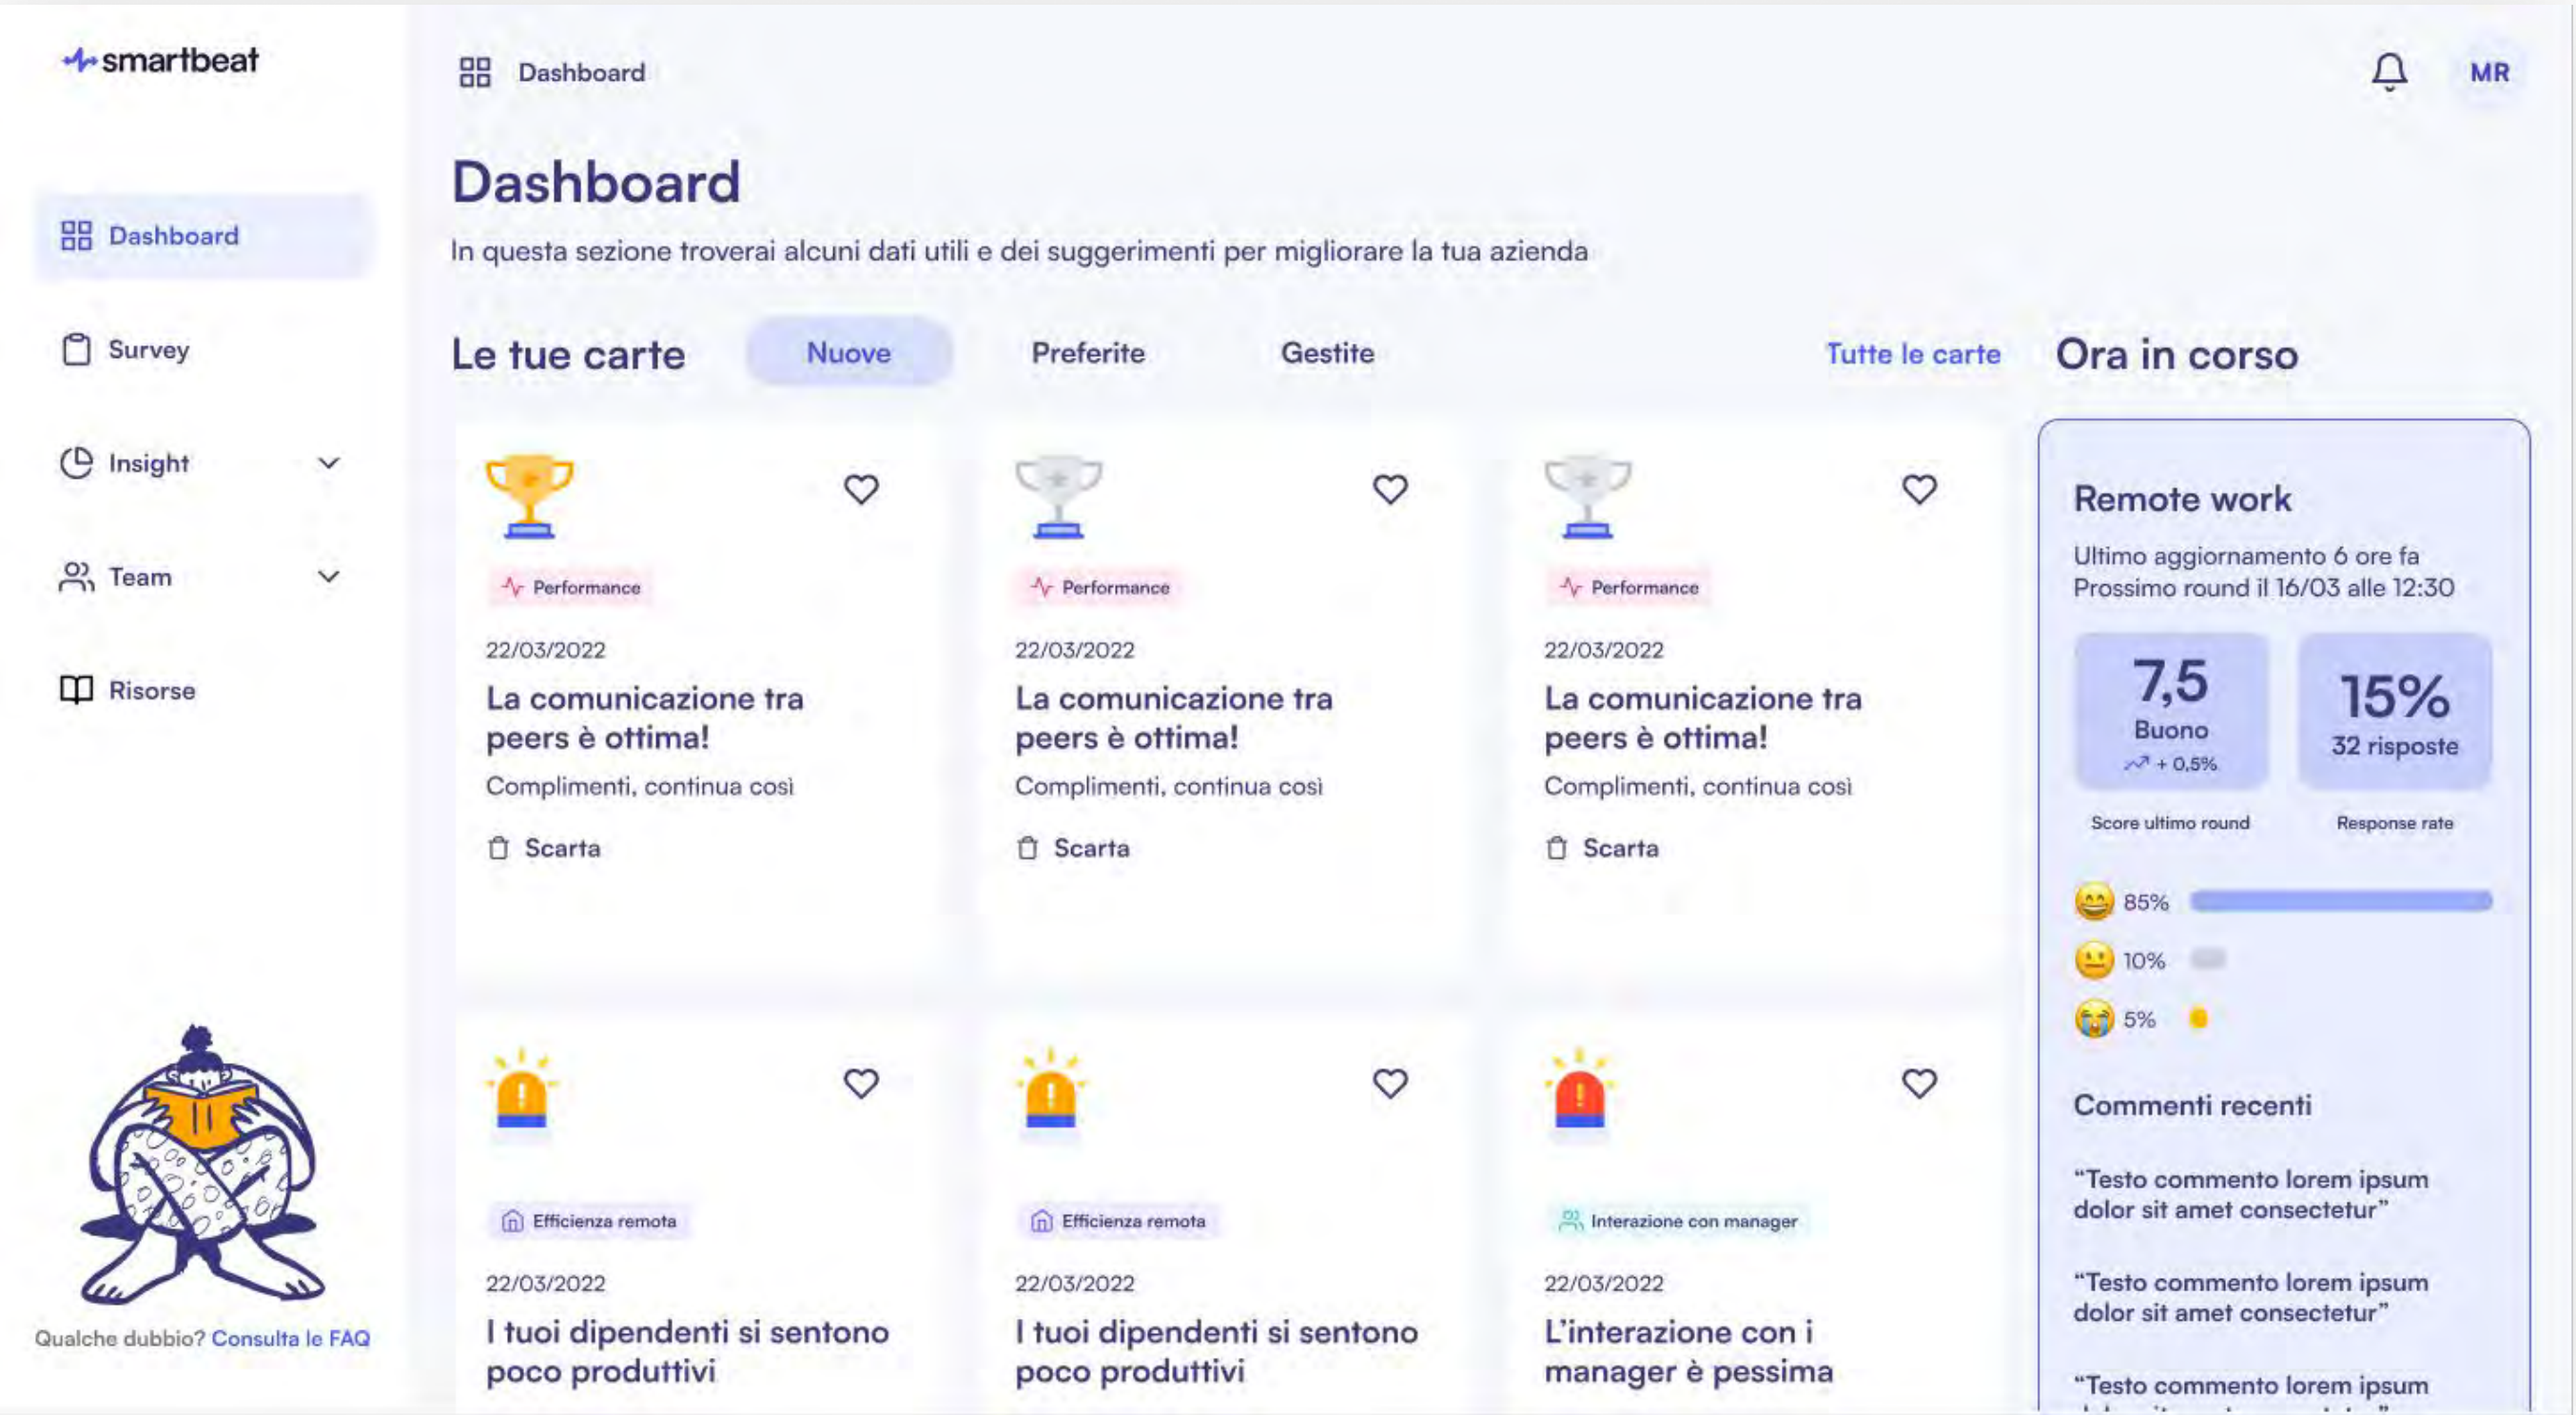 smartbeat
Dashboard
Survey
Insight
Team
Risorse
Qualche dubbio? Consulta le FAQ
Dashboard
MR
Dashboard
In questa sezione troverai alcuni dati utili e dei suggerimenti per migliorare la tua azienda
Le tue carte
Nuove
Preferite
Gestite
Tutte le carte
Performance
22/03/2022
La comunicazione tra
peers è ottima!
Complimenti, continua così
Scarta
Performance
22/03/2022
La comunicazione tra
peers è ottima!
Complimenti, continua così
Scarta
Performance
22/03/2022
La comunicazione tra
peers è ottima!
Complimenti, continua così
Scarta
Efficienza remota
22/03/2022
I tuoi dipendenti si sentono
poco produttivi
Efficienza remota
22/03/2022
I tuoi dipendenti si sentono
poco produttivi
Interazione con manager
22/03/2022
L’interazione con i
manager è pessima
Ora in corso
Remote work
Ultimo aggiornamento 6 ore fa
Prossimo round il 16/03 alle 12:30
7,5
Buono
+ 0,5%
Score ultimo round
15%
32 risposte
Response rate
85%
10%
5%
Commenti recenti
“Testo commento lorem ipsum
dolor sit amet consectetur”
“Testo commento lorem ipsum
dolor sit amet consectetur”
“Testo commento lorem ipsum